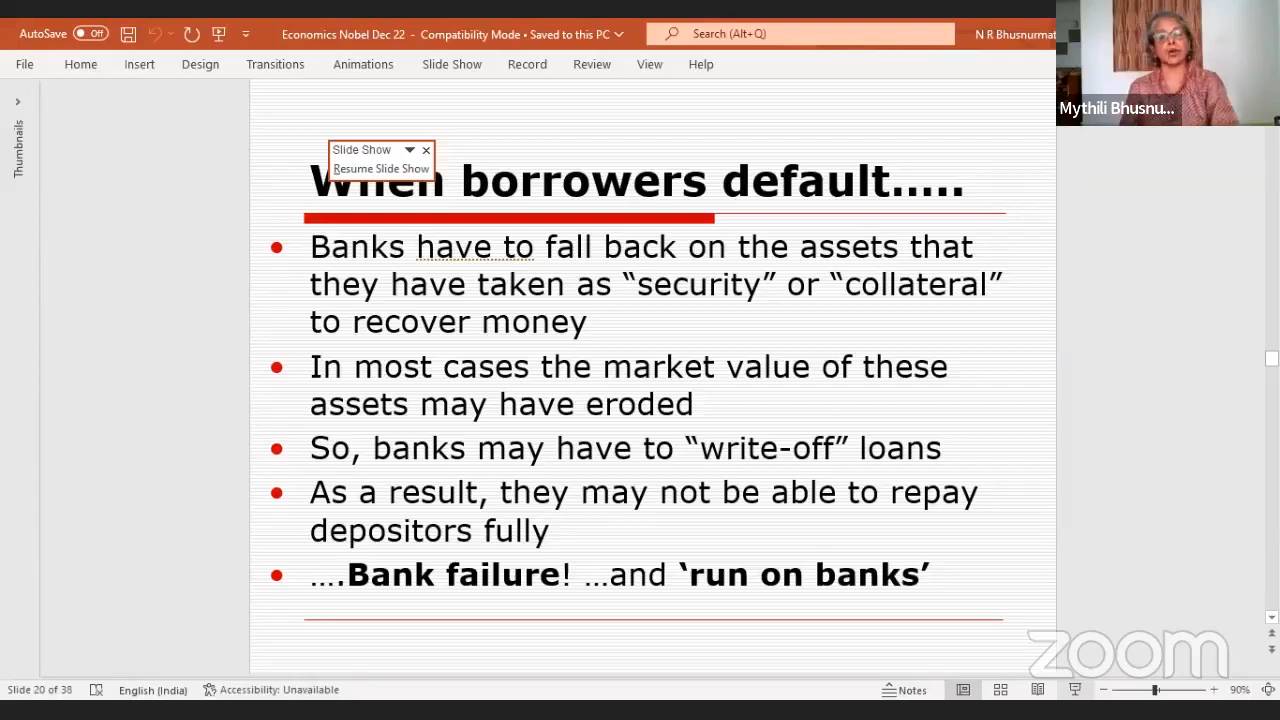 AutoSave Off Economics Nobel Dec 22 - Compatibility Mode • Saved to this PC Search (Alt+Q) N R Bhusnurmat
File Home Insert Design Transitions Animations Slide Show Record Review View Help
Mythili Bhusnu...
Thumbnails
Slide Show
Resume Slide Show
When borrowers default.....
Banks have to fall back on the assets that
they have taken as “security” or “collateral”
to recover money
In most cases the market value of these
assets may have eroded
So, banks may have to “write-off” loans
As a result, they may not be able to repay
depositors fully
….Bank failure! …and ‘run on banks’
zoom
Slide 20 of 38 English (India) Accessibility: Unavailable Notes 90%